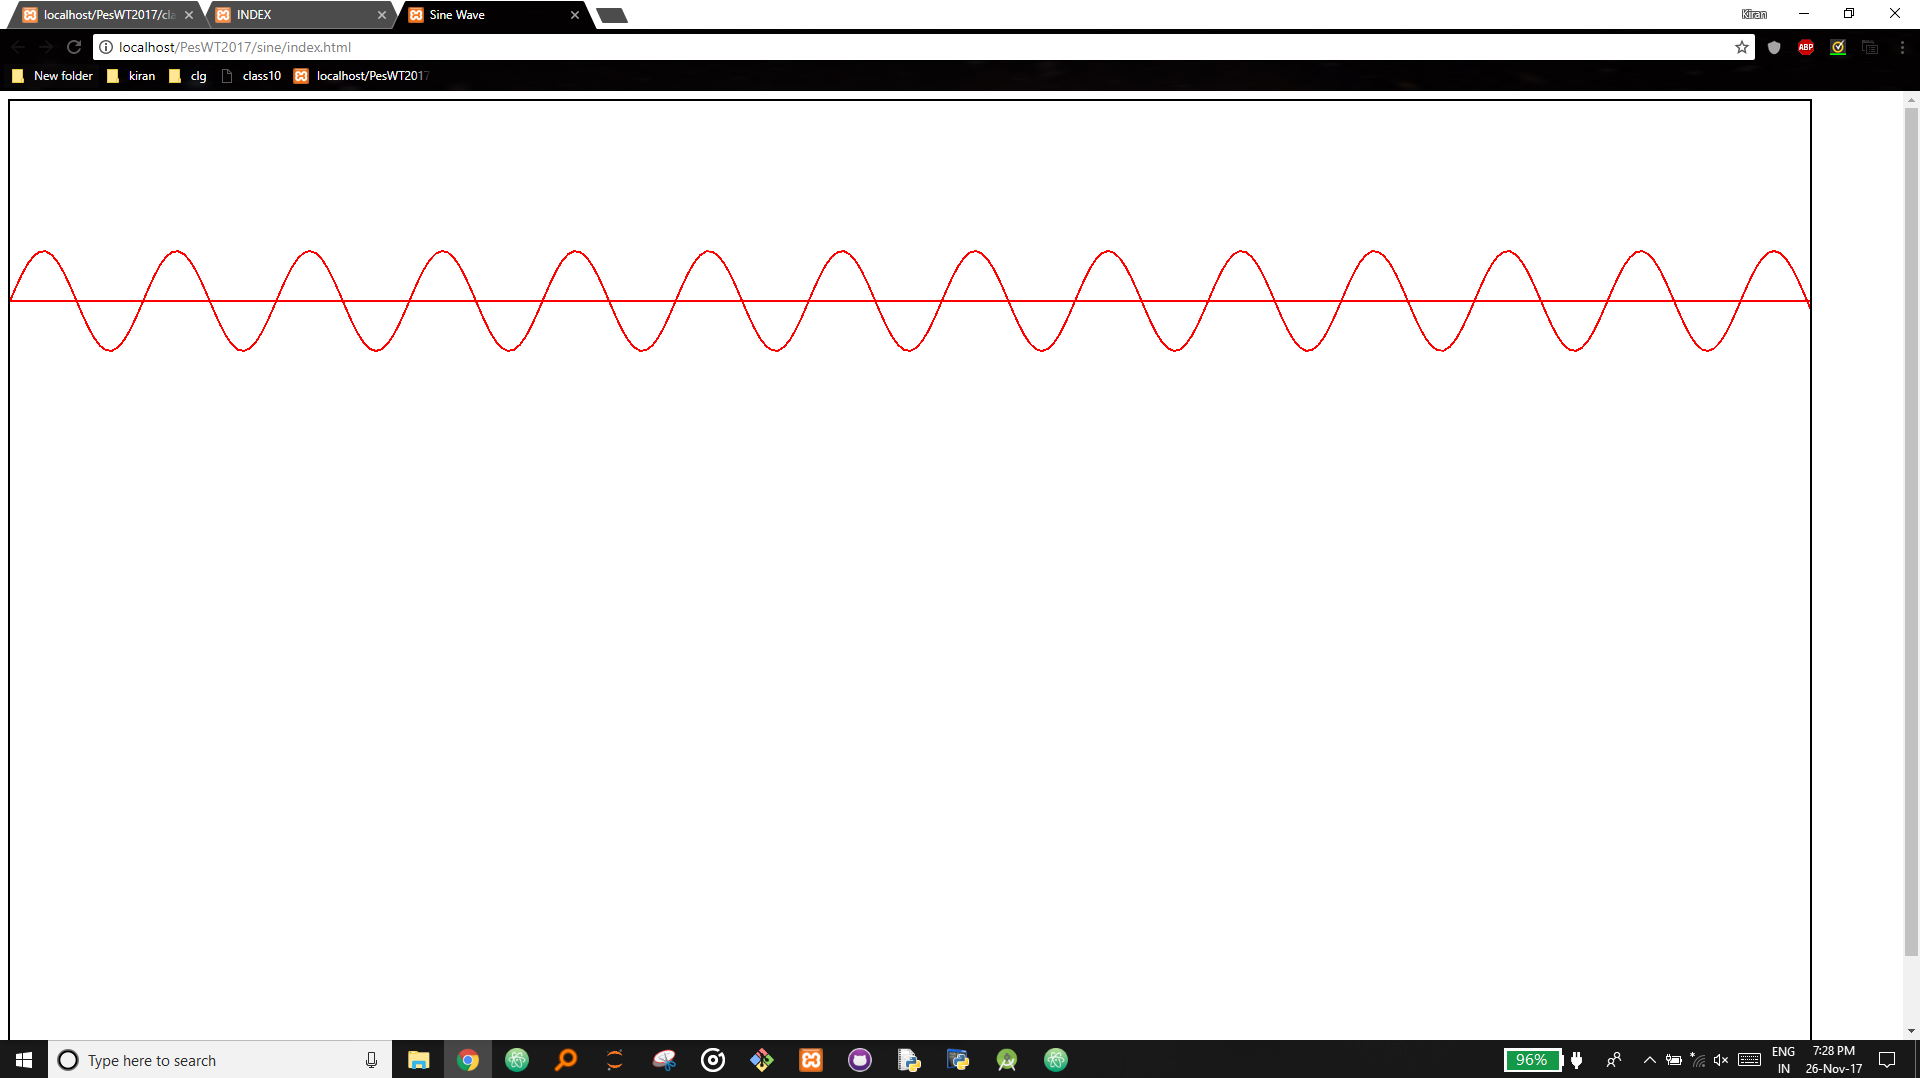 localhost/PesWT2017/cla
INDEX
Sine Wave
Kiran
localhost/PesWT2017/sine/index.html
ABP
New folder
kiran
clg
class10
localhost/PesWT2017
Type here to search
96%
ENG
IN
7:28 PM
26-Nov-17